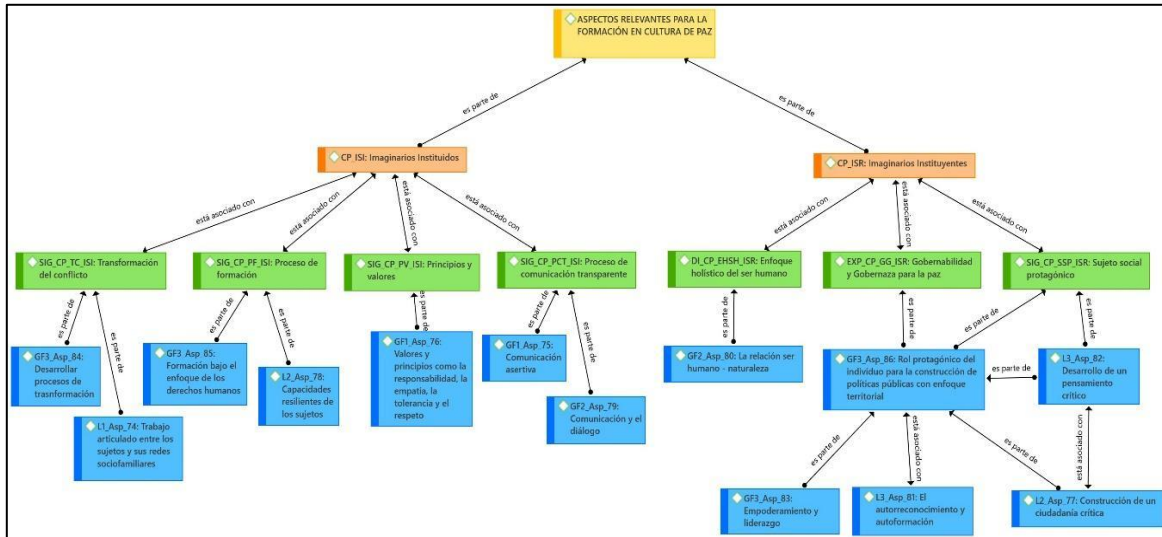 ASPECTOS RELEVANTES PARA LA
FORMACIÓN EN CULTURA DE PAZ
es parte de
es parte de
CP_ISI: Imaginarios Instituidos
CP_ISR: Imaginarios Instituyentes
está asociado con
está asociado con
está asociado con
está asociado con
está asociado con
está asociado con
está asociado con
SIG_CP_TC_ISI: Transformación
del conflicto
SIG_CP_PF_ISI: Proceso de
formación
SIG_CP_PV_ISI: Principios y
valores
SIG_CP_PCT_ISI: Proceso de
comunicación transparente
DI_CP_EHSH_ISR: Enfoque
holístico del ser humano
EXP_CP_GG_ISR: Gobernabilidad
y Gobernaza para la paz
SIG_CP_SSP_ISR: Sujeto social
protagónico
es parte de
es parte de
es parte de
es parte de
es parte de
es parte de
es parte de
es parte de
es parte de
es parte de
es parte de
GF3_Asp_84:
Desarrollar
procesos de
trasnformación
L1_Asp_74: Trabajo
articulado entre los
sujetos y sus redes
sociofamiliares
GF3_Asp_85:
Formación bajo el
enfoque de los
derechos humanos
L2_Asp_78:
Capacidades
resilientes de
los sujetos
GF1_Asp_76:
Valores y
principios como la
responsabilidad, la
empatía, la
tolerancia y el
respeto
GF1_Asp_75:
Comunicación
asertiva
GF2_Asp_79:
Comunicación y el
diálogo
GF2_Asp_80: La relación ser
humano - naturaleza
GF3_Asp_86: Rol protagónico del
individuo para la construcción de
políticas públicas con enfoque
territorial
es parte de
L3_Asp_82:
Desarrollo de un
pensamiento
crítico
es parte de
está asociado con
es parte de
está asociado con
GF3_Asp_83:
Empoderamiento y
liderazgo
L3_Asp_81: El
autorreconocimiento y
autoformación
L2_Asp_77: Construcción de un
ciudadanía crítica